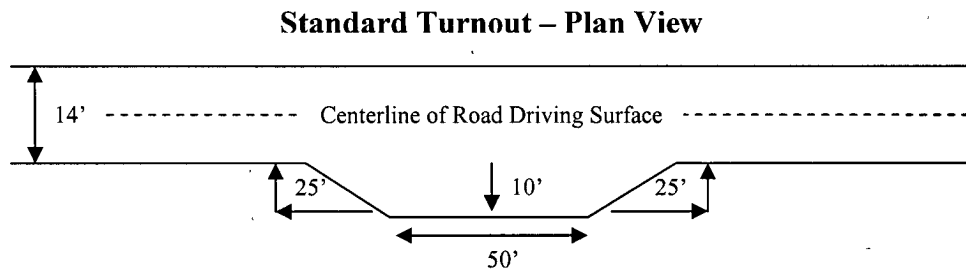 Standard Turnout – Plan View
14’
Centerline of Road Driving Surface
25’
10’
25’
50’